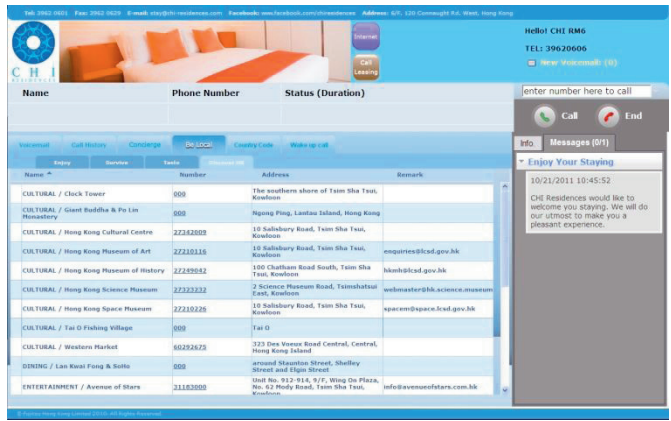 Tel: 2962 0601 Fax: 2962 0629 E-mail: stay@chi-residences.com Facebook: www.facebook.com/chiresidences Address: 6/F, 120 Connaught Rd. West, Hong Kong
CHI
RESIDENCES
Internet
Call Leasing
Hello! CHI RM6
TEL: 39620606
New Voicemail: (0)
Name Phone Number Status (Duration)
enter number here to call
Call End
Voicemail Call History Concierge Be Local Country Code Wake up call
Info Messages (0/1)
Enjoy Service Taste Discover HK
Enjoy Your Staying
10/21/2011 10:45:52
CHI Residences would like to
welcome you staying. We will do
our utmost to make you a
pleasant experience.
Name Number Address Remark
CULTURAL / Clock Tower 000 The southern shore of Tsim Sha Tsui, Kowloon
CULTURAL / Giant Buddha & Po Lin Monastery 000 Ngong Ping, Lantau Island, Hong Kong
CULTURAL / Hong Kong Cultural Centre 27342009 10 Salisbury Road, Tsim Sha Tsui, Kowloon
CULTURAL / Hong Kong Museum of Art 27210116 10 Salisbury Road, Tsim Sha Tsui, Kowloon enquiries@lcsd.gov.hk
CULTURAL / Hong Kong Museum of History 27249042 100 Chatham Road South, Tsim Sha Tsui, Kowloon hkmh@lcsd.gov.hk
CULTURAL / Hong Kong Science Museum 27323232 2 Science Museum Road, Tsimshatsui East, Kowloon webmaster@hk.science.museum
CULTURAL / Hong Kong Space Museum 27210226 10 Salisbury Road, Tsim Sha Tsui, Kowloon spacem@space.lcsd.gov.hk
CULTURAL / Tai O Fishing Village 000 Tai O
CULTURAL / Western Market 60292675 323 Des Voeux Road Central, Central, Hong Kong Island
DINING / Lan Kwai Fong & SoHo 000 around Staunton Street, Shelley Street and Elgin Street
ENTERTAINMENT / Avenue of Stars 31183000 Unit No. 912-914, 9/F, Wing On Plaza, No. 62 Mody Road, Tsim Sha Tsui, Kowloon info@avenueofstars.com.hk
Hong Kong Limited 2010. All Rights Reserved